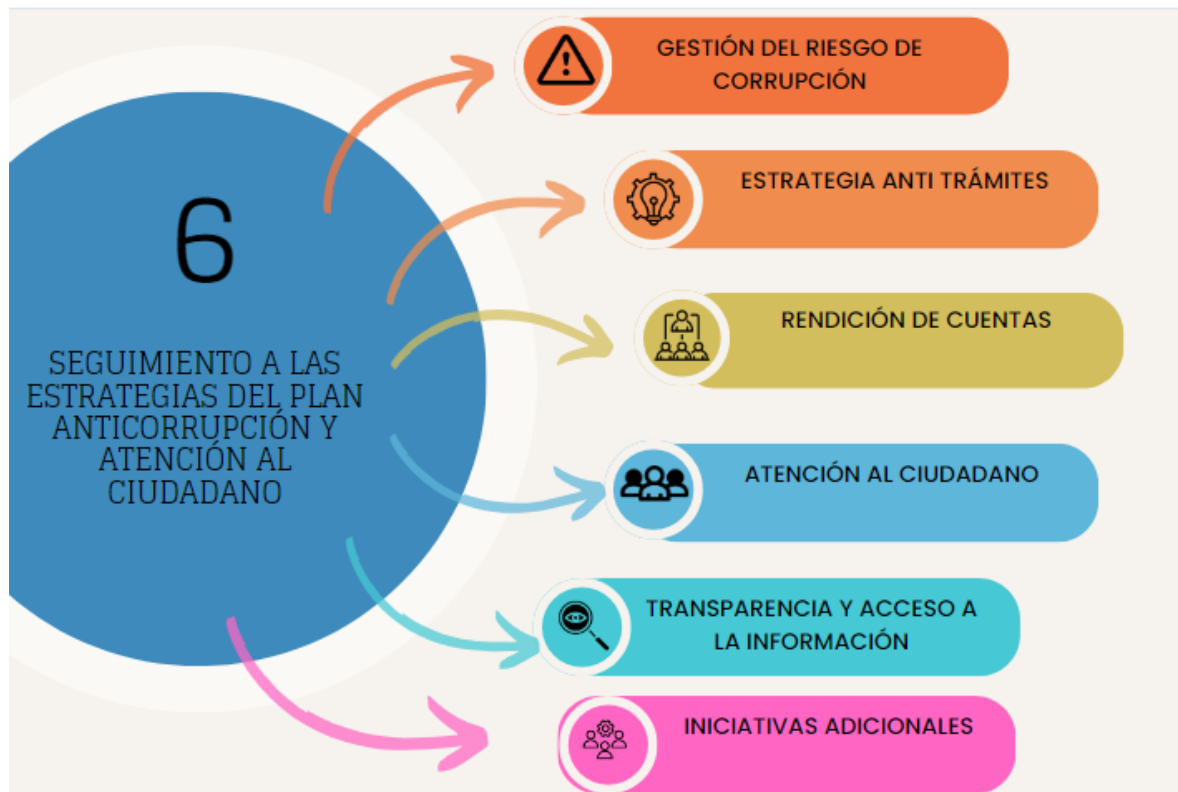 6
SEGUIMIENTO A LAS
ESTRATEGIAS DEL PLAN
ANTICORRUPCIÓN Y
ATENCIÓN AL
CIUDADANO
GESTIÓN DEL RIESGO DE
CORRUPCIÓN
ESTRATEGIA ANTI TRÁMITES
RENDICIÓN DE CUENTAS
ATENCIÓN AL CIUDADANO
TRANSPARENCIA Y ACCESO A
LA INFORMACIÓN
INICIATIVAS ADICIONALES